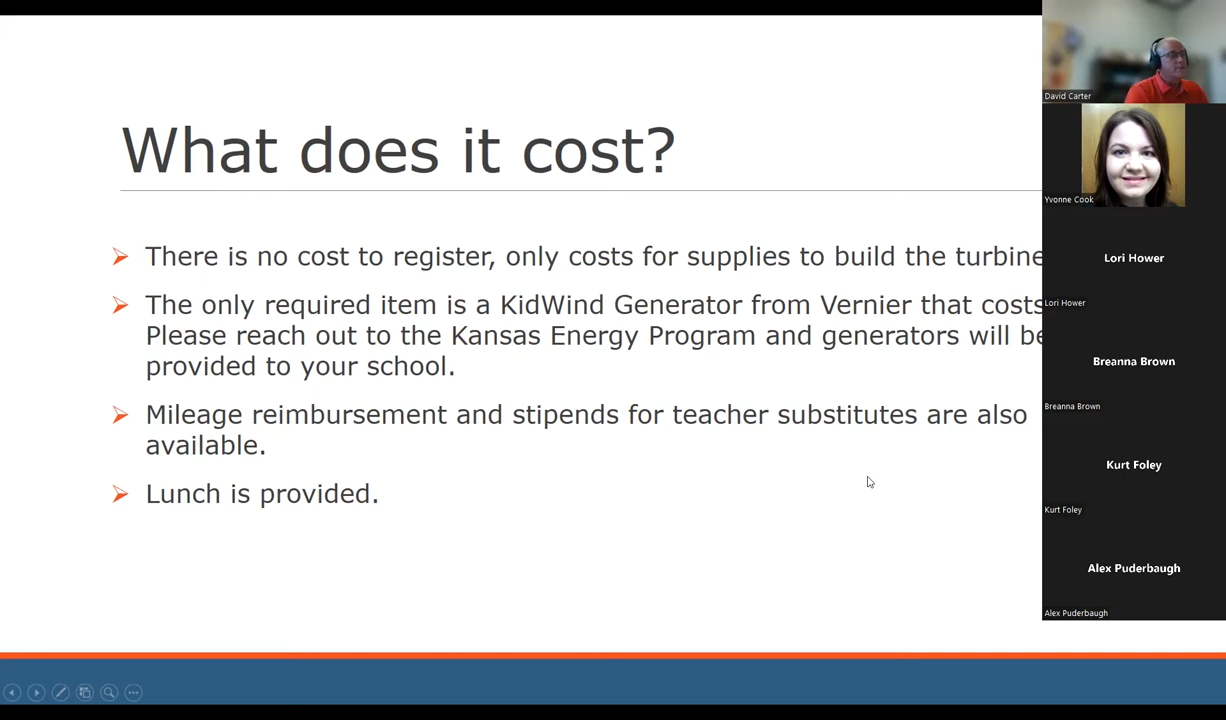 What does it cost?
There is no cost to register, only costs for supplies to build the turbine
The only required item is a KidWind Generator from Vernier that costs
Please reach out to the Kansas Energy Program and generators will be
provided to your school.
Mileage reimbursement and stipends for teacher substitutes are also
available.
Lunch is provided.
David Carter
Yvonne Cook
Lori Hower
Lori Hower
Breanna Brown
Breanna Brown
Kurt Foley
Kurt Foley
Alex Puderbaugh
Alex Puderbaugh